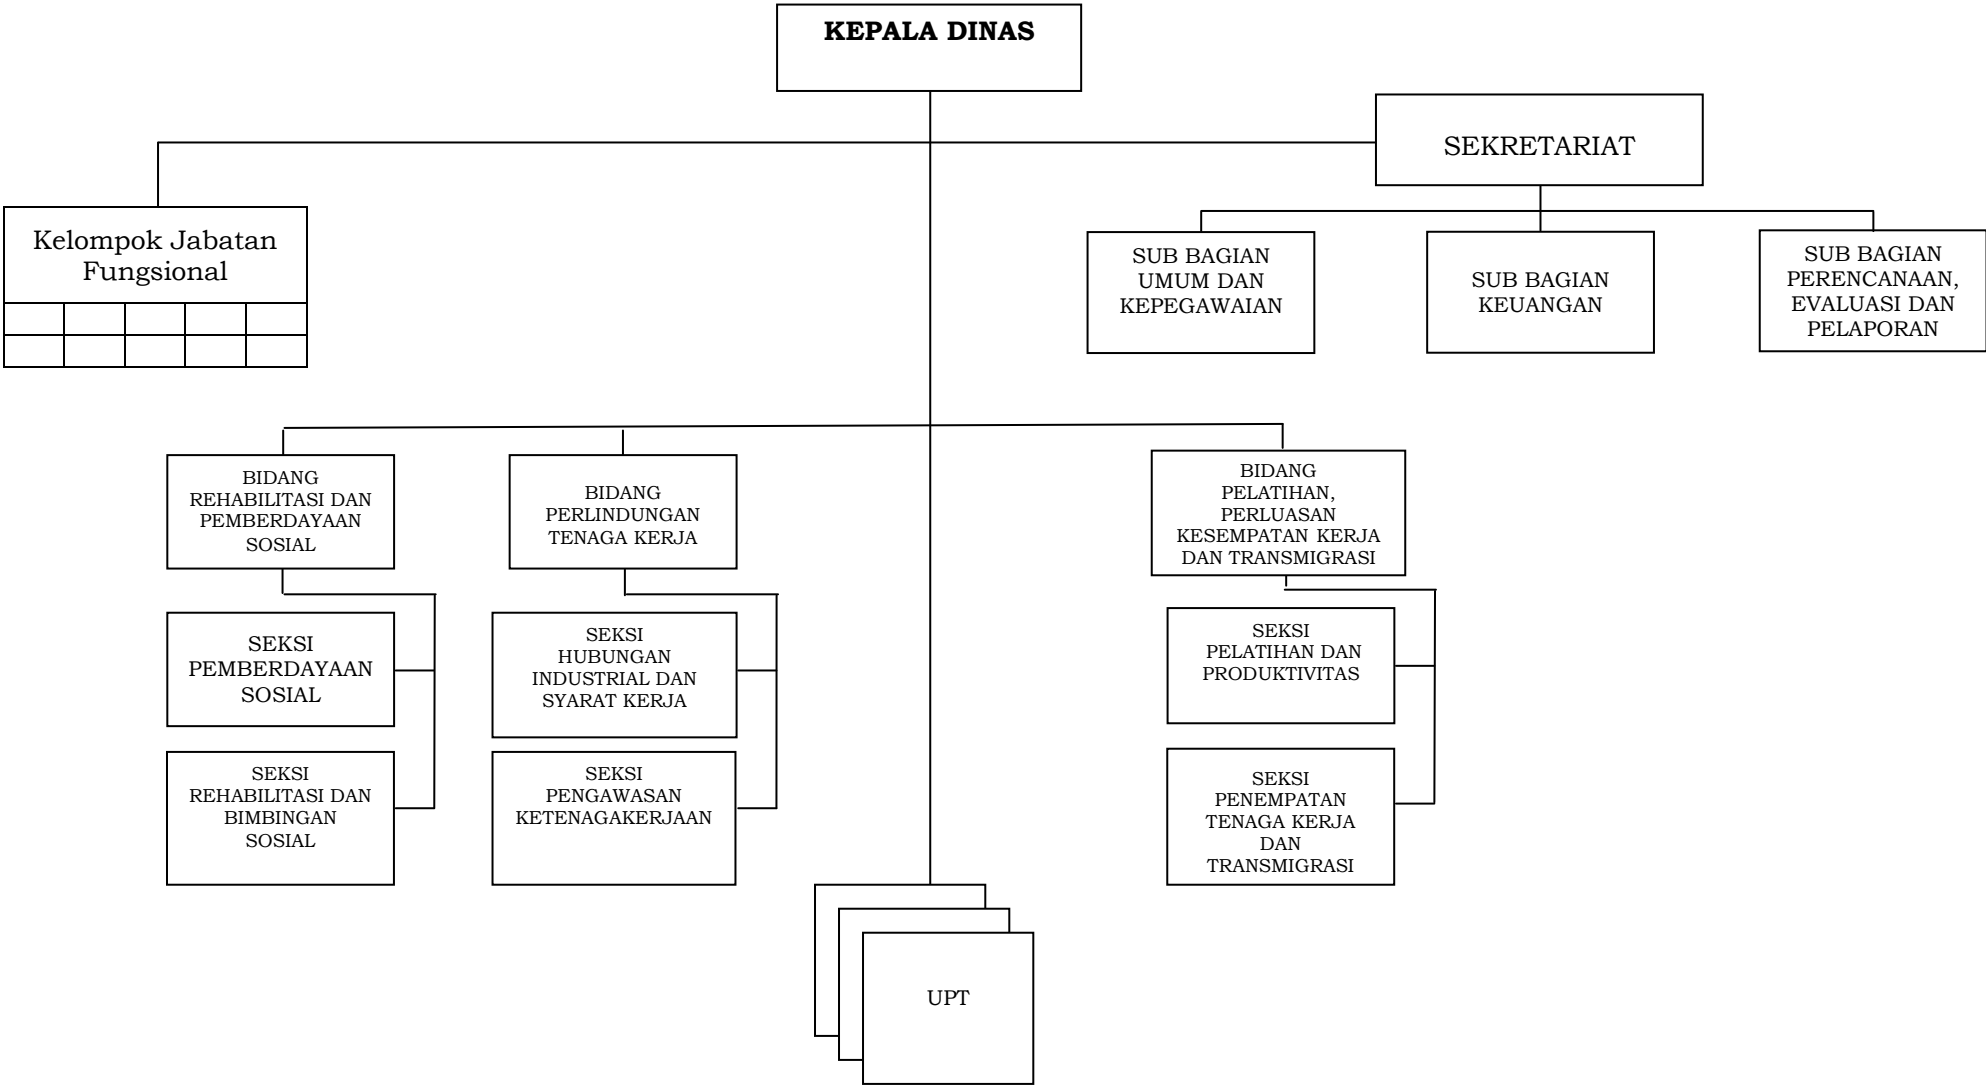 KEPALA DINAS
SEKRETARIAT
Kelompok Jabatan
Fungsional
SUB BAGIAN
UMUM DAN
KEPEGAWAIAN
SUB BAGIAN
KEUANGAN
SUB BAGIAN
PERENCANAAN,
EVALUASI DAN
PELAPORAN
BIDANG
REHABILITASI DAN
PEMBERDAYAAN
SOSIAL
BIDANG
PERLINDUNGAN
TENAGA KERJA
BIDANG
PELATIHAN,
PERLUASAN
KESEMPATAN KERJA
DAN TRANSMIGRASI
SEKSI
PEMBERDAYAAN
SOSIAL
SEKSI
HUBUNGAN
INDUSTRIAL DAN
SYARAT KERJA
SEKSI
PELATIHAN DAN
PRODUKTIVITAS
SEKSI
REHABILITASI DAN
BIMBINGAN
SOSIAL
SEKSI
PENGAWASAN
KETENAGAKERJAAN
SEKSI
PENEMPATAN
TENAGA KERJA
DAN
TRANSMIGRASI
UPT